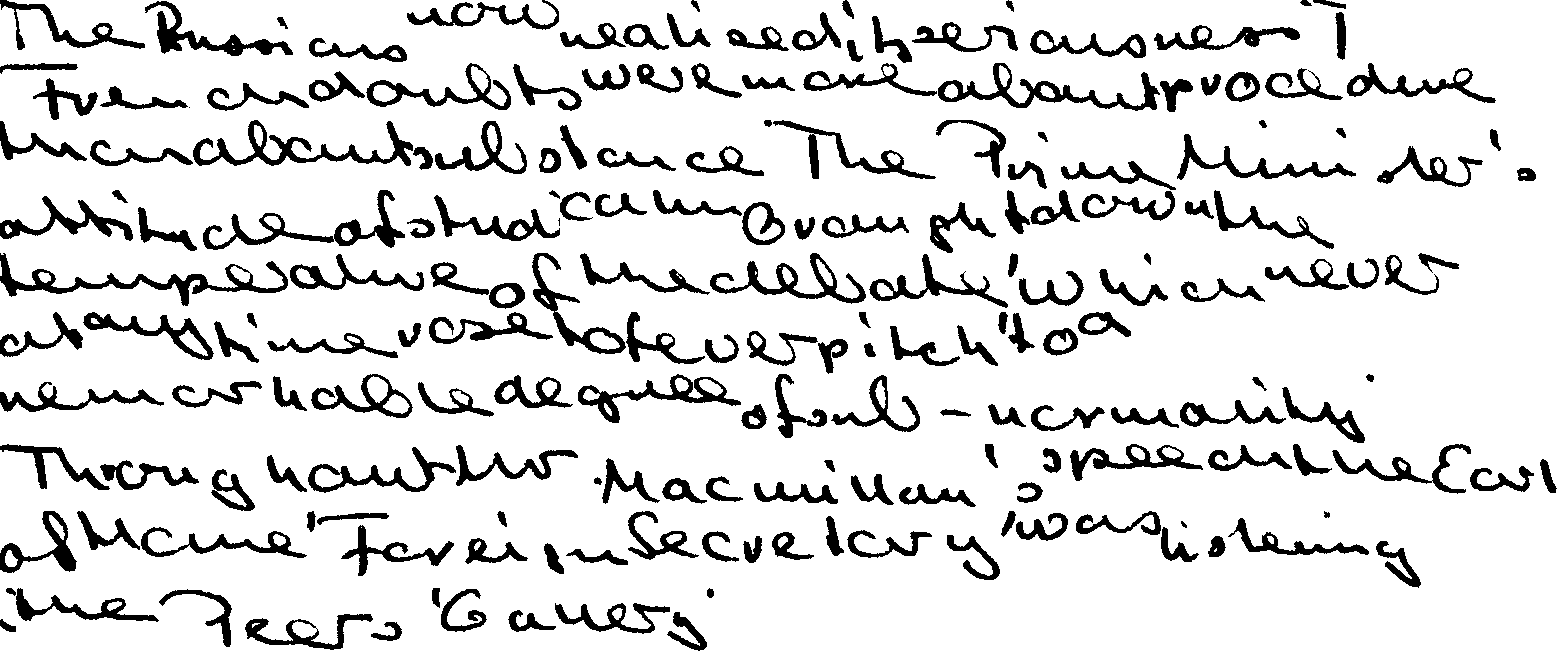 The Russians now realised its seriousness. T
French doubts were more about procedure
than about substance. The Prime Minister's
attitude of studied calm brought down the
temperature of the debate, which never
at any time rose to fever pitch, to a
remarkable degree of sub-normality.
Throughout Mr. Macmillan's speech the Earl
of Home, Foreign Secretary, was listening
in the Peers' Gallery.